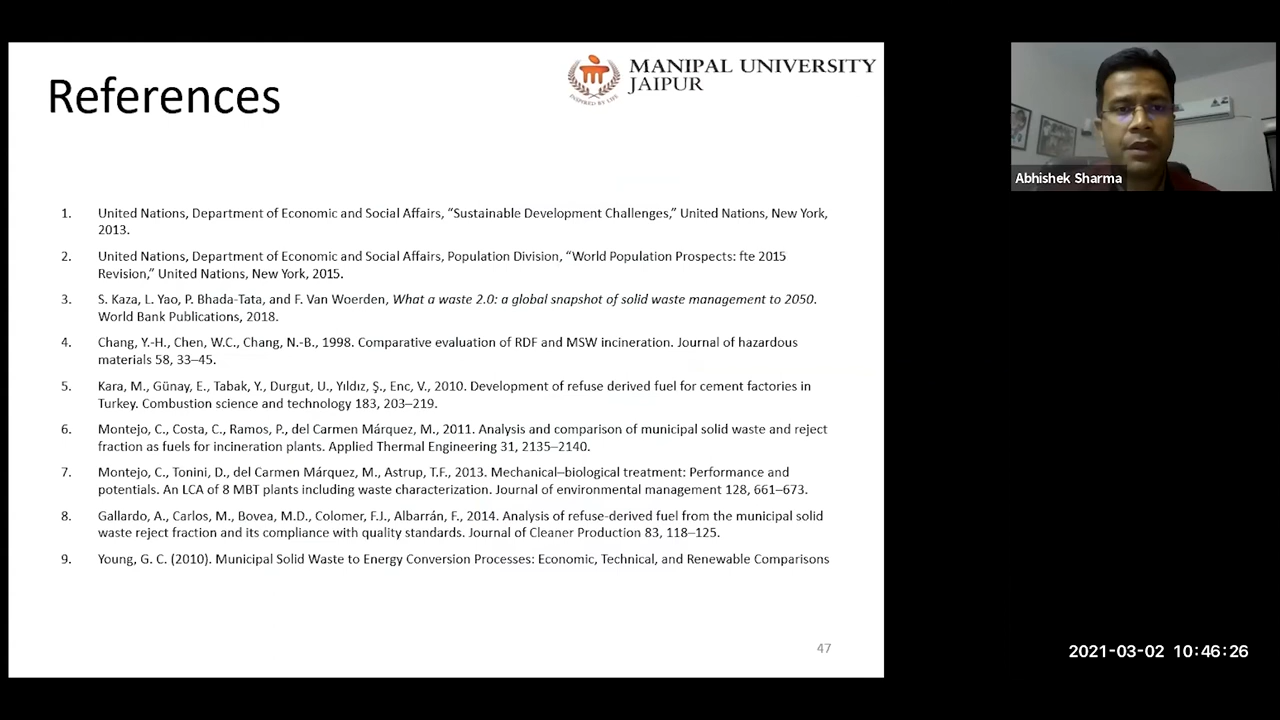 References
MANIPAL UNIVERSITY
JAIPUR
INSPIRED BY LIFE
Abhishek Sharma
1. United Nations, Department of Economic and Social Affairs, “Sustainable Development Challenges,” United Nations, New York,
2013.
2. United Nations, Department of Economic and Social Affairs, Population Division, “World Population Prospects: fte 2015
Revision,” United Nations, New York, 2015.
3. S. Kaza, L. Yao, P. Bhada-Tata, and F. Van Woerden, What a waste 2.0: a global snapshot of solid waste management to 2050.
World Bank Publications, 2018.
4. Chang, Y.-H., Chen, W.C., Chang, N.-B., 1998. Comparative evaluation of RDF and MSW incineration. Journal of hazardous
materials 58, 33–45.
5. Kara, M., Günay, E., Tabak, Y., Durgut, U., Yıldız, Ş., Enc, V., 2010. Development of refuse derived fuel for cement factories in
Turkey. Combustion science and technology 183, 203–219.
6. Montejo, C., Costa, C., Ramos, P., del Carmen Márquez, M., 2011. Analysis and comparison of municipal solid waste and reject
fraction as fuels for incineration plants. Applied Thermal Engineering 31, 2135–2140.
7. Montejo, C., Tonini, D., del Carmen Márquez, M., Astrup, T.F., 2013. Mechanical–biological treatment: Performance and
potentials. An LCA of 8 MBT plants including waste characterization. Journal of environmental management 128, 661–673.
8. Gallardo, A., Carlos, M., Bovea, M.D., Colomer, F.J., Albarrán, F., 2014. Analysis of refuse-derived fuel from the municipal solid
waste reject fraction and its compliance with quality standards. Journal of Cleaner Production 83, 118–125.
9. Young, G. C. (2010). Municipal Solid Waste to Energy Conversion Processes: Economic, Technical, and Renewable Comparisons
47
2021-03-02 10:46:26